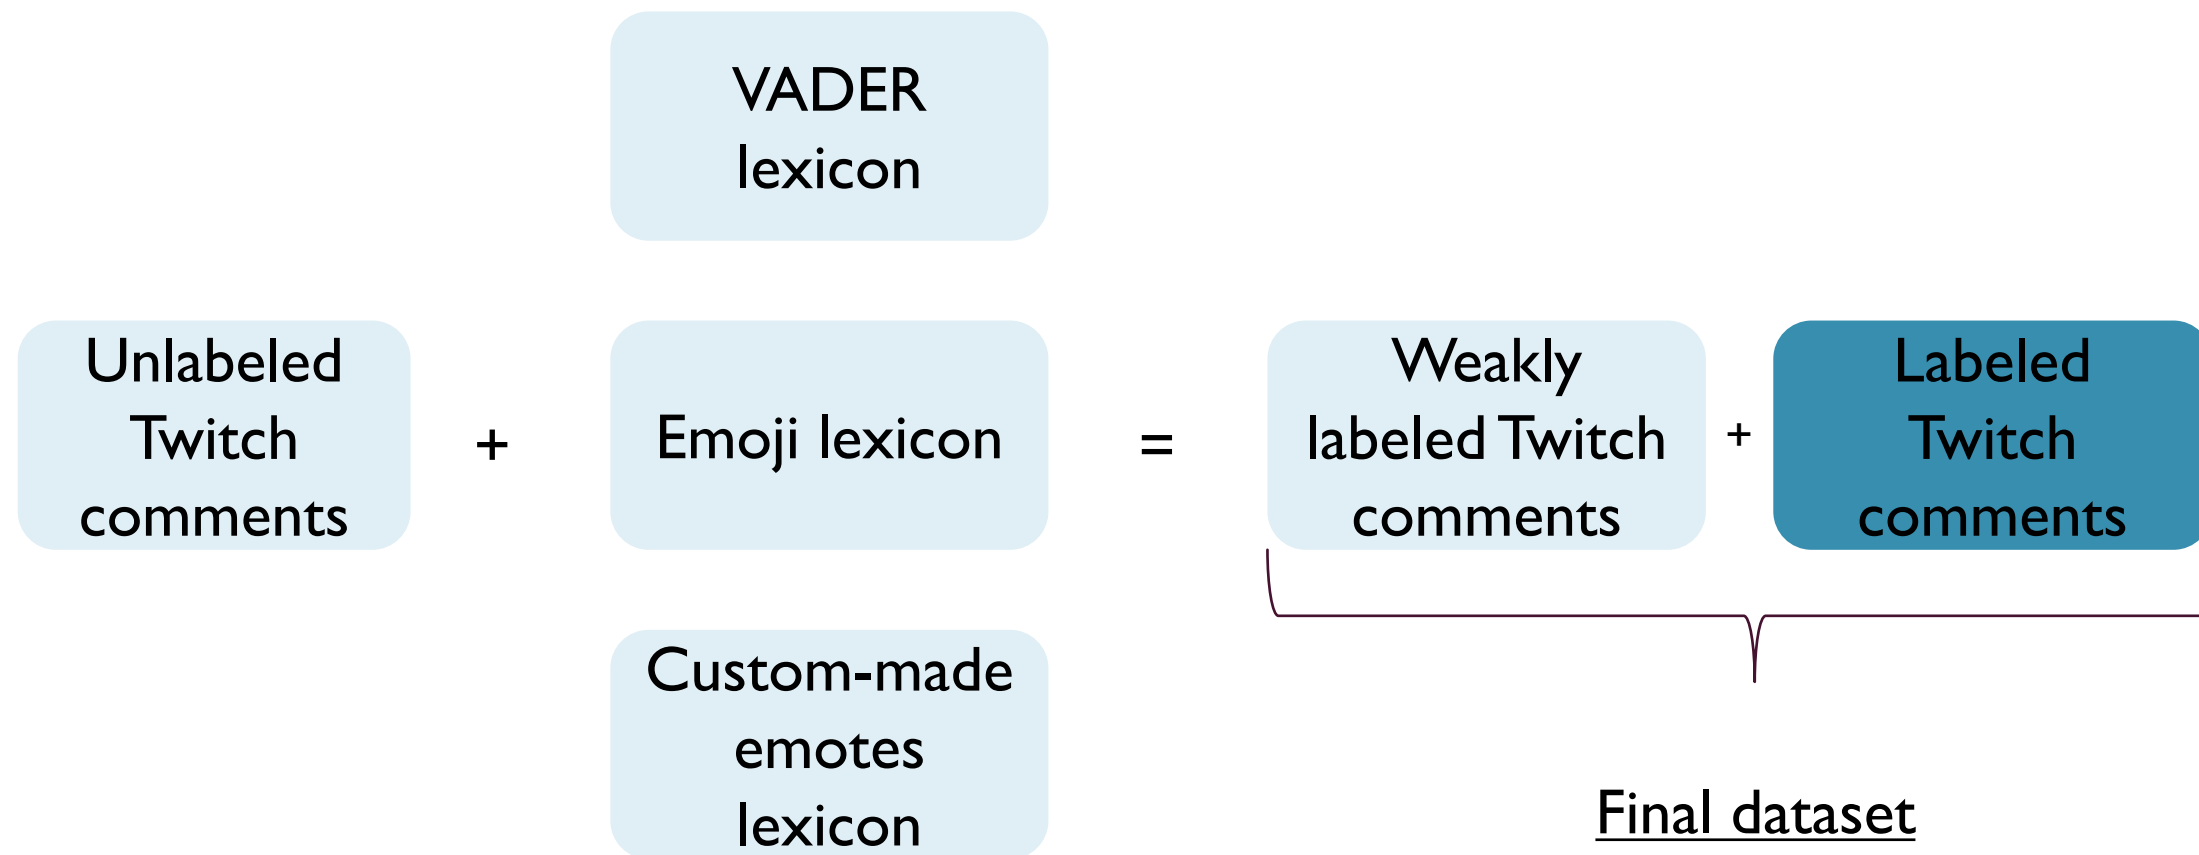 VADER
lexicon
Unlabeled
Twitch
comments
+
Emoji lexicon
=
Weakly
labeled Twitch
comments
+
Labeled
Twitch
comments
Custom-made
emotes
lexicon
Final dataset